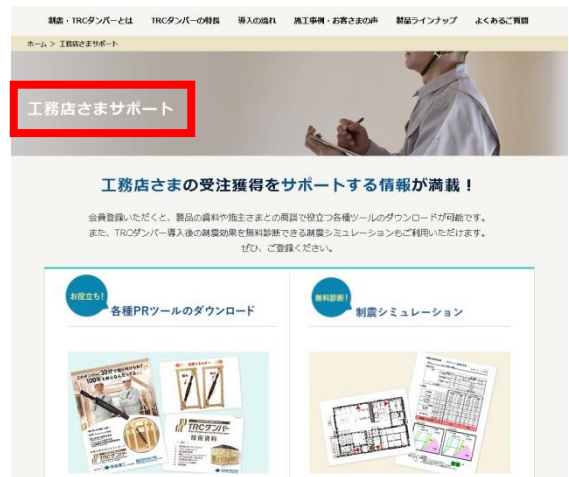 制震・TRCダンパーとは TRCダンパーの特長 導入の流れ 施工事例・お客さまの声 製品ラインナップ よくあるご質問
ホーム > 工務店さまサポート
工務店さまサポート
工務店さまの受注獲得をサポートする情報が満載！
会員登録いただくと、製品の資料や施主さまとの商談で役立つ各種ツールのダウンロードが可能です。
また、TRCダンパー導入後の制震効果を無料診断できる制震シミュレーションもご利用いただけます。
ぜひ、ご登録ください。
お役立ち!
各種PRツールのダウンロード
無料診断!
制震シミュレーション
TRCダンパー
技術資料